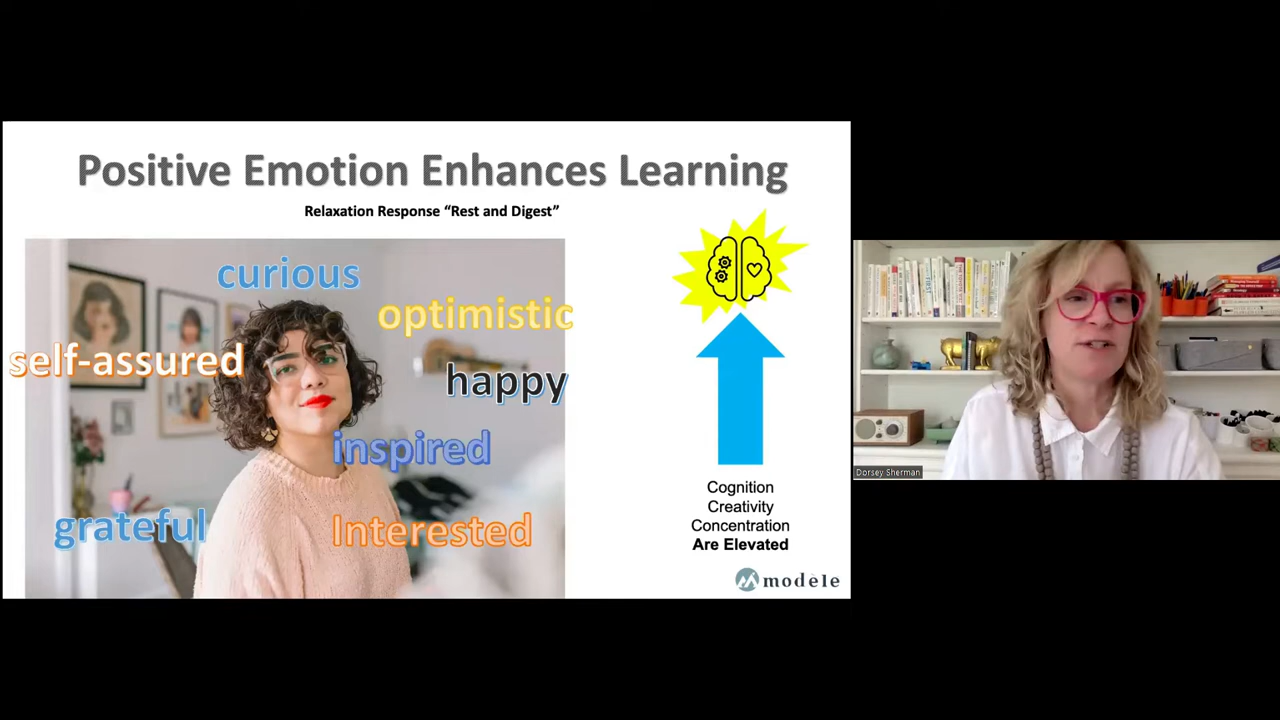 Positive Emotion Enhances Learning
Relaxation Response “Rest and Digest”
curious
optimistic
self-assured
happy
inspired
grateful
Interested
Cognition
Creativity
Concentration
Are Elevated
modèle
Dorsey Sherman